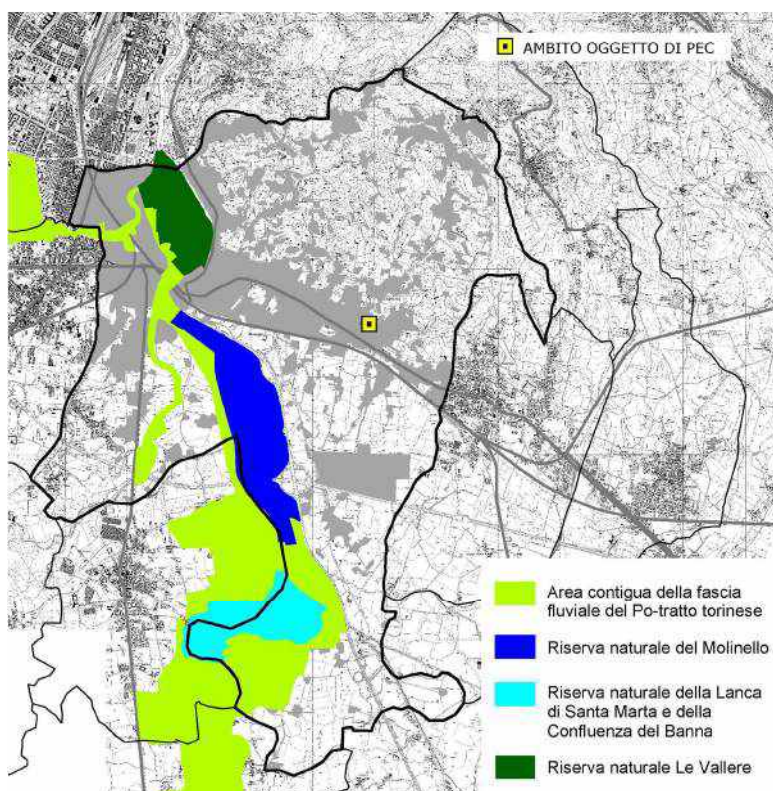 AMBITO OGGETTO DI PEC
Area contigua della fascia
fluviale del Po-tratto torinese
Riserva naturale del Molinello
Riserva naturale della Lanca
di Santa Marta e della
Confluenza del Banna
Riserva naturale Le Vallere